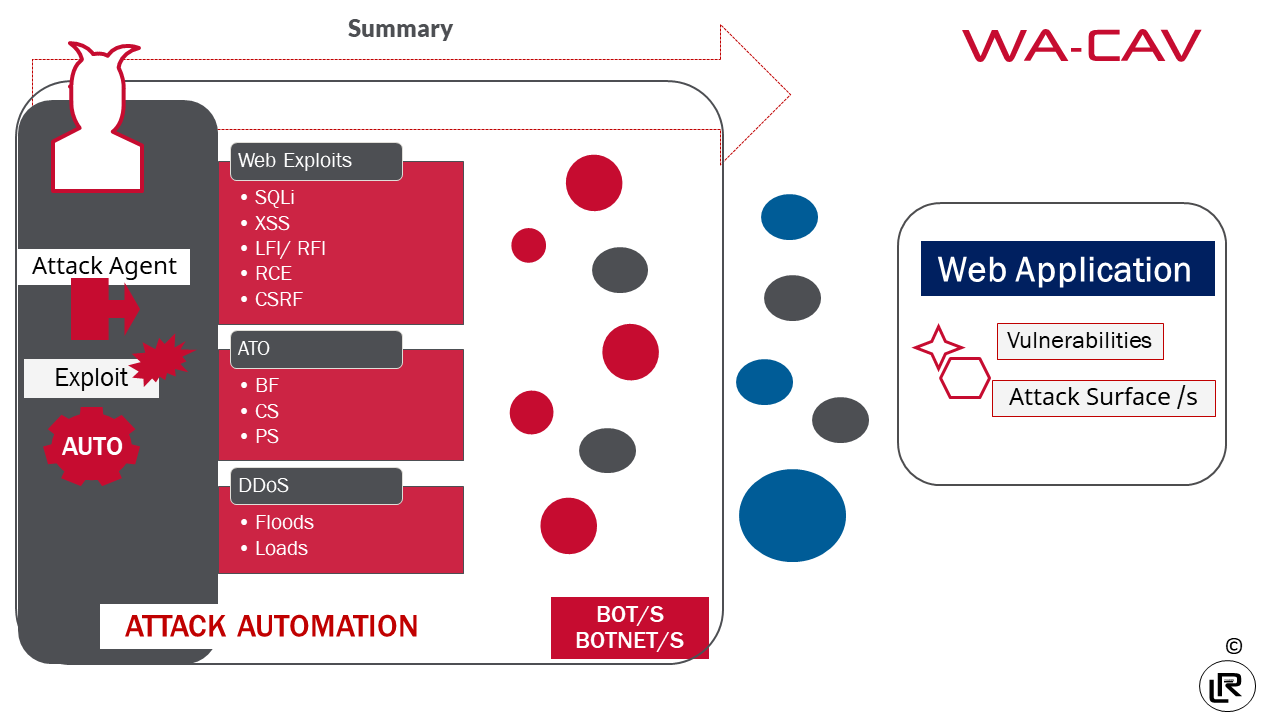 Summary
WA-CAV
Web Exploits
• SQLi
• XSS
• LFI/ RFI
• RCE
• CSRF
Attack Agent
Exploit
AUTO
ATO
• BF
• CS
• PS
DDoS
• Floods
• Loads
ATTACK AUTOMATION
BOT/S
BOTNET/S
Web Application
Vulnerabilities
Attack Surface /s
©
LR